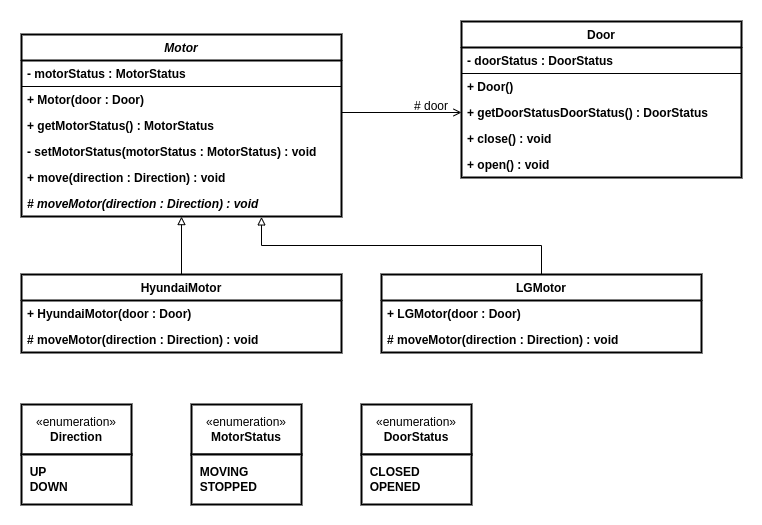 Motor
- motorStatus : MotorStatus
+ Motor(door : Door)
+ getMotorStatus() : MotorStatus
- setMotorStatus(motorStatus : MotorStatus) : void
+ move(direction : Direction) : void
# moveMotor(direction : Direction) : void
# door
Door
- doorStatus : DoorStatus
+ Door()
+ getDoorStatusDoorStatus() : DoorStatus
+ close() : void
+ open() : void
HyundaiMotor
+ HyundaiMotor(door : Door)
# moveMotor(direction : Direction) : void
LGMotor
+ LGMotor(door : Door)
# moveMotor(direction : Direction) : void
«enumeration»
Direction
UP
DOWN
«enumeration»
MotorStatus
MOVING
STOPPED
«enumeration»
DoorStatus
CLOSED
OPENED